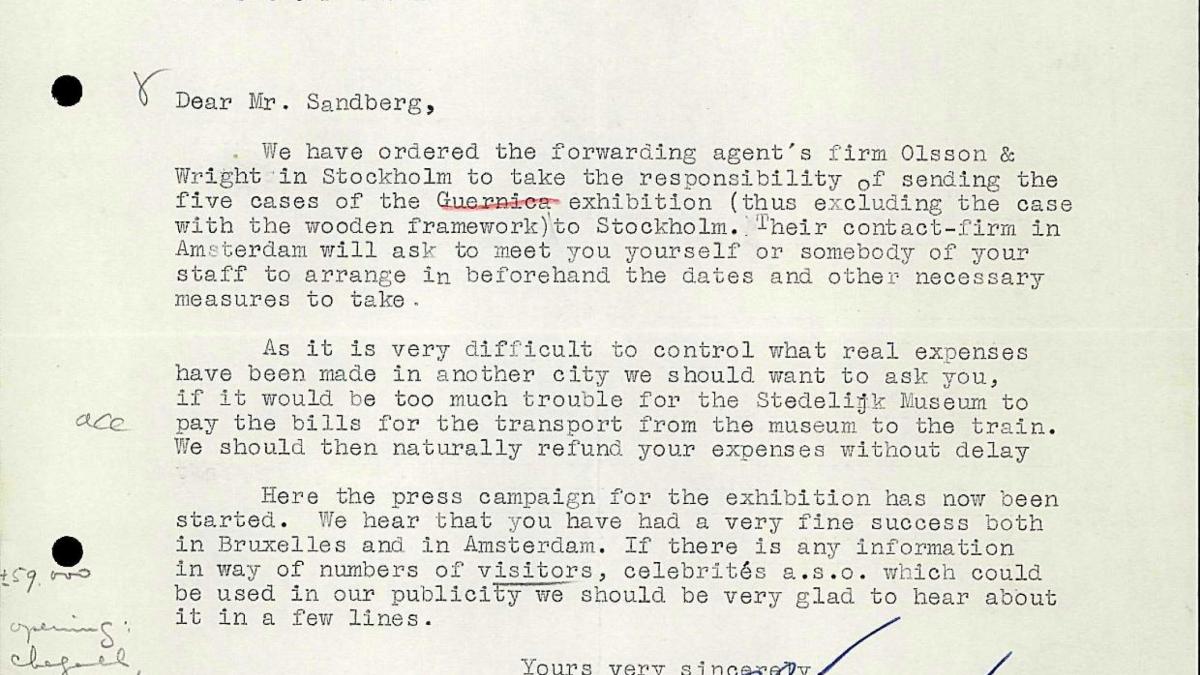 Dear Mr. Sandberg,
We have ordered the forwarding agent's firm Olsson &
Wright in Stockholm to take the responsibility of sending the
five cases of the Guernica exhibition (thus excluding the case
with the wooden framework)to Stockholm. Their contact-firm in
Amsterdam will ask to meet you yourself or somebody of your
staff to arrange in beforehand the dates and other necessary
measures to take.
As it is very difficult to control what real expenses
have been made in another city we should want to ask you,
if it would be too much trouble for the Stedelijk Museum to
acc
pay the bills for the transport from the museum to the train.
We should then naturally refund your expenses without delay
Here the press campaign for the exhibition has now been
started. We hear that you have had a very fine success both
in Bruxelles and in Amsterdam. If there is any information
in way of numbers of visitors, celebrités a.s.o. which could
±59.000
be used in our publicity we should be very glad to hear about
it in a few lines.
opening:
chagall,
Yours very sincerely